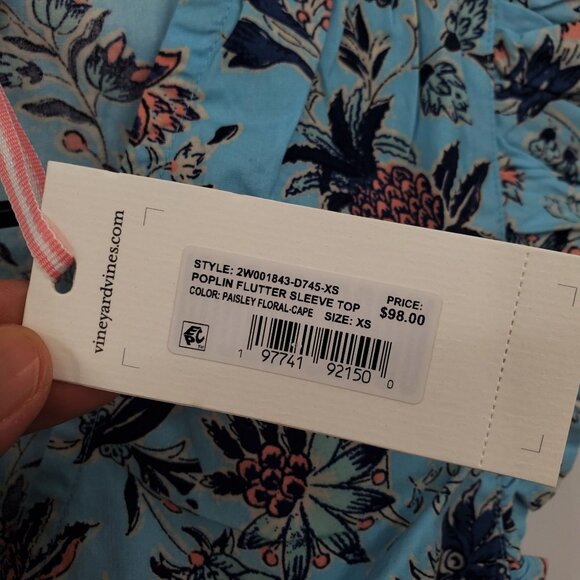 vineyardvines.com
STYLE: 2W001843-D745-XS
POPLIN FLUTTER SLEEVE TOP
COLOR: PAISLEY FLORAL-CAPE SIZE: XS
PRICE:
$98.00
1 97741 92150 0